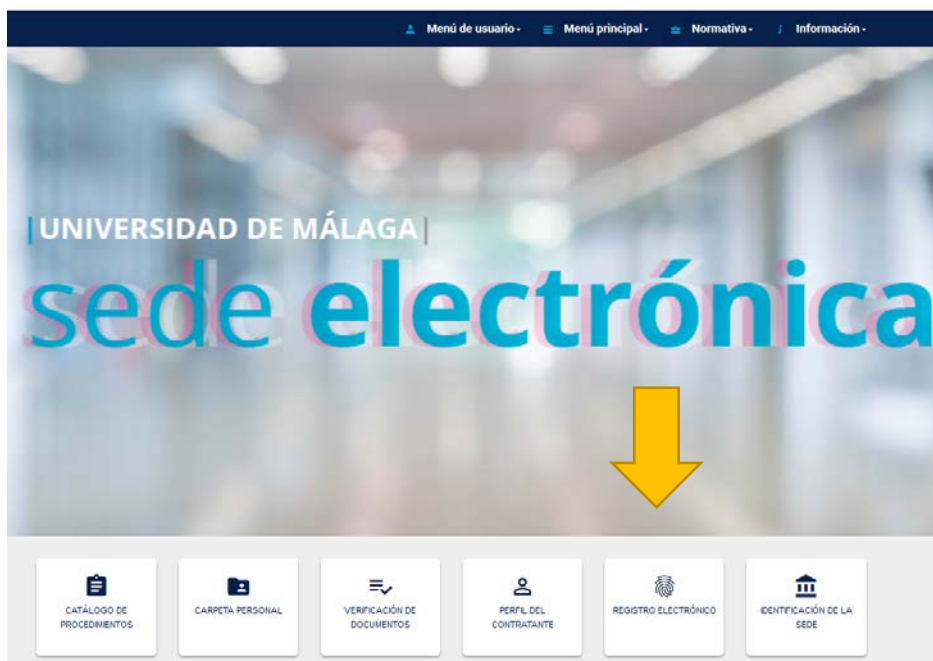 Menú de usuario Menú principal Normativa Información
|UNIVERSIDAD DE MÁLAGA|
sede electrónica
CATÁLOGO DE
PROCEDIMIENTOS
CARPETA PERSONAL
VERIFICACIÓN DE
DOCUMENTOS
PERFIL DEL
CONTRATANTE
REGISTRO ELECTRÓNICO
IDENTIFICACIÓN DE LA
SEDE